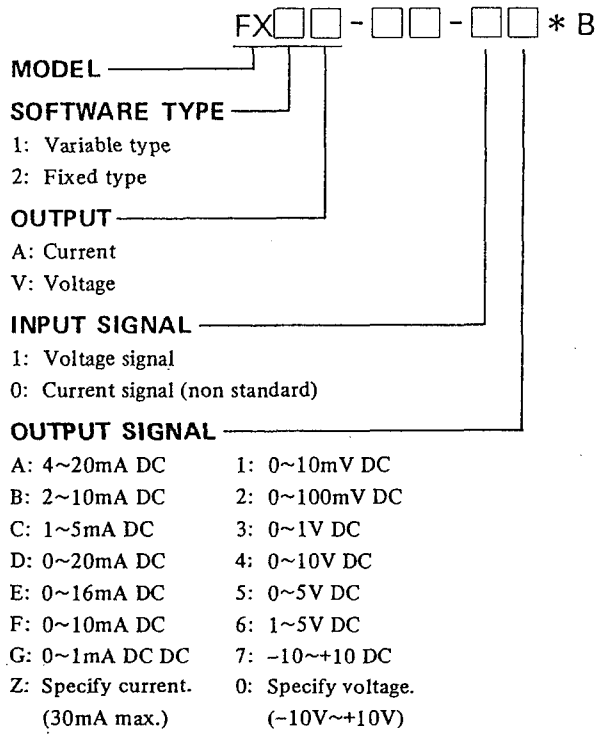 FX□□-□□-□□*B
MODEL
SOFTWARE TYPE
1: Variable type
2: Fixed type
OUTPUT
A: Current
V: Voltage
INPUT SIGNAL
1: Voltage signal
0: Current signal (non standard)
OUTPUT SIGNAL
A: 4~20mA DC 1: 0~10mV DC
B: 2~10mA DC 2: 0~100mV DC
C: 1~5mA DC 3: 0~1V DC
D: 0~20mA DC 4: 0~10V DC
E: 0~16mA DC 5: 0~5V DC
F: 0~10mA DC 6: 1~5V DC
G: 0~1mA DC DC 7: -10~+10 DC
Z: Specify current. 0: Specify voltage.
(30mA max.) (-10V~+10V)